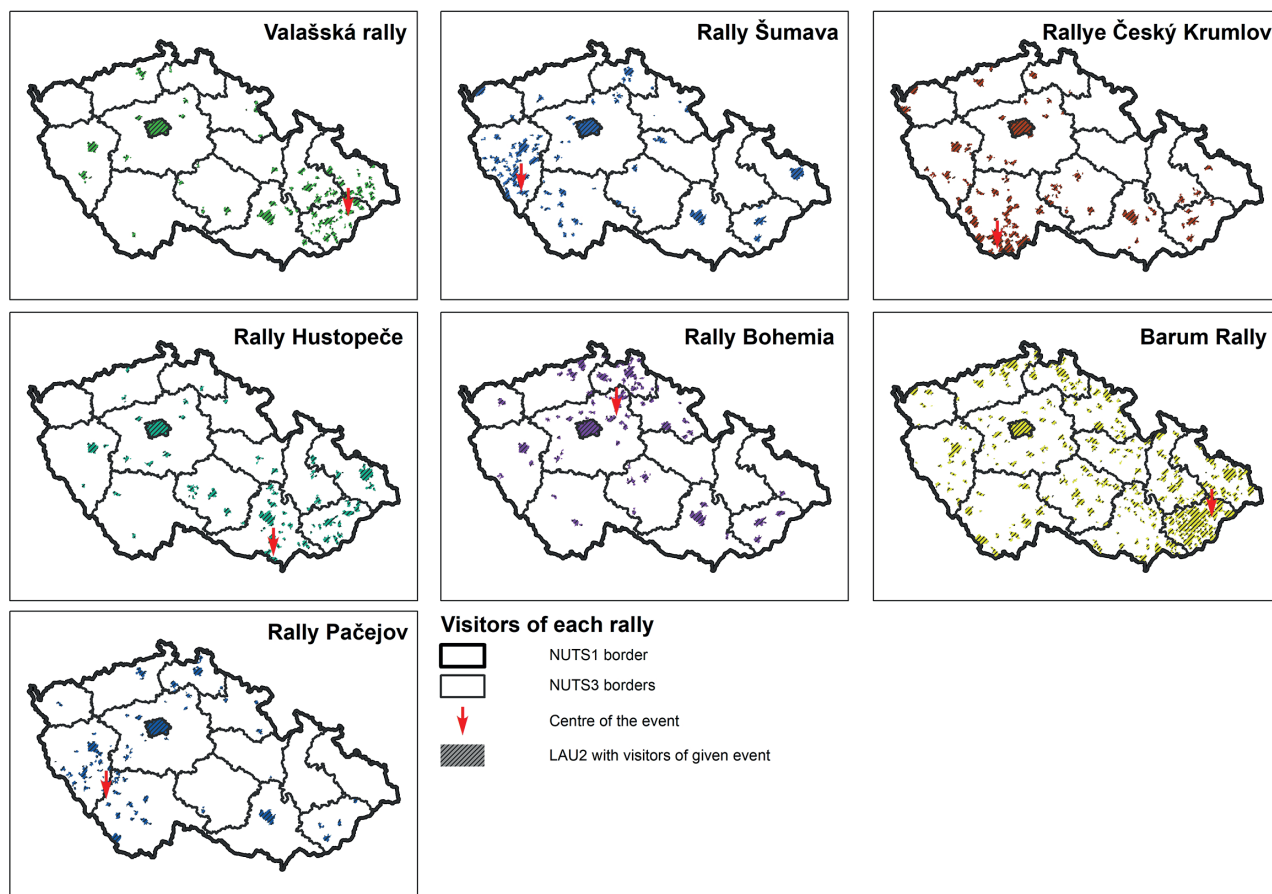 Valašská rally
Rally Šumava
Rallye Český Krumlov
Rally Hustopeče
Rally Bohemia
Barum Rally
Rally Pačejov
Visitors of each rally
NUTS1 border
NUTS3 borders
Centre of the event
LAU2 with visitors of given event